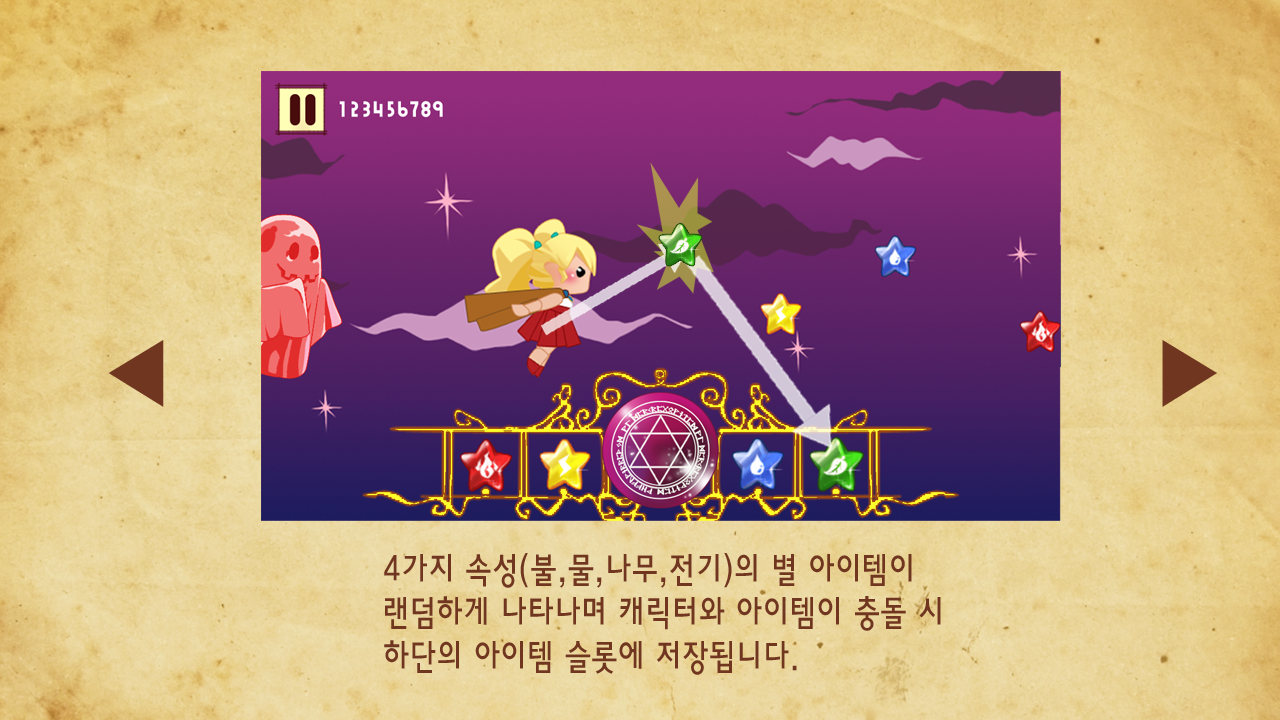 123456789
4가지 속성(불,물,나무,전기)의 별 아이템이
랜덤하게 나타나며 캐릭터와 아이템이 충돌 시
하단의 아이템 슬롯에 저장됩니다.